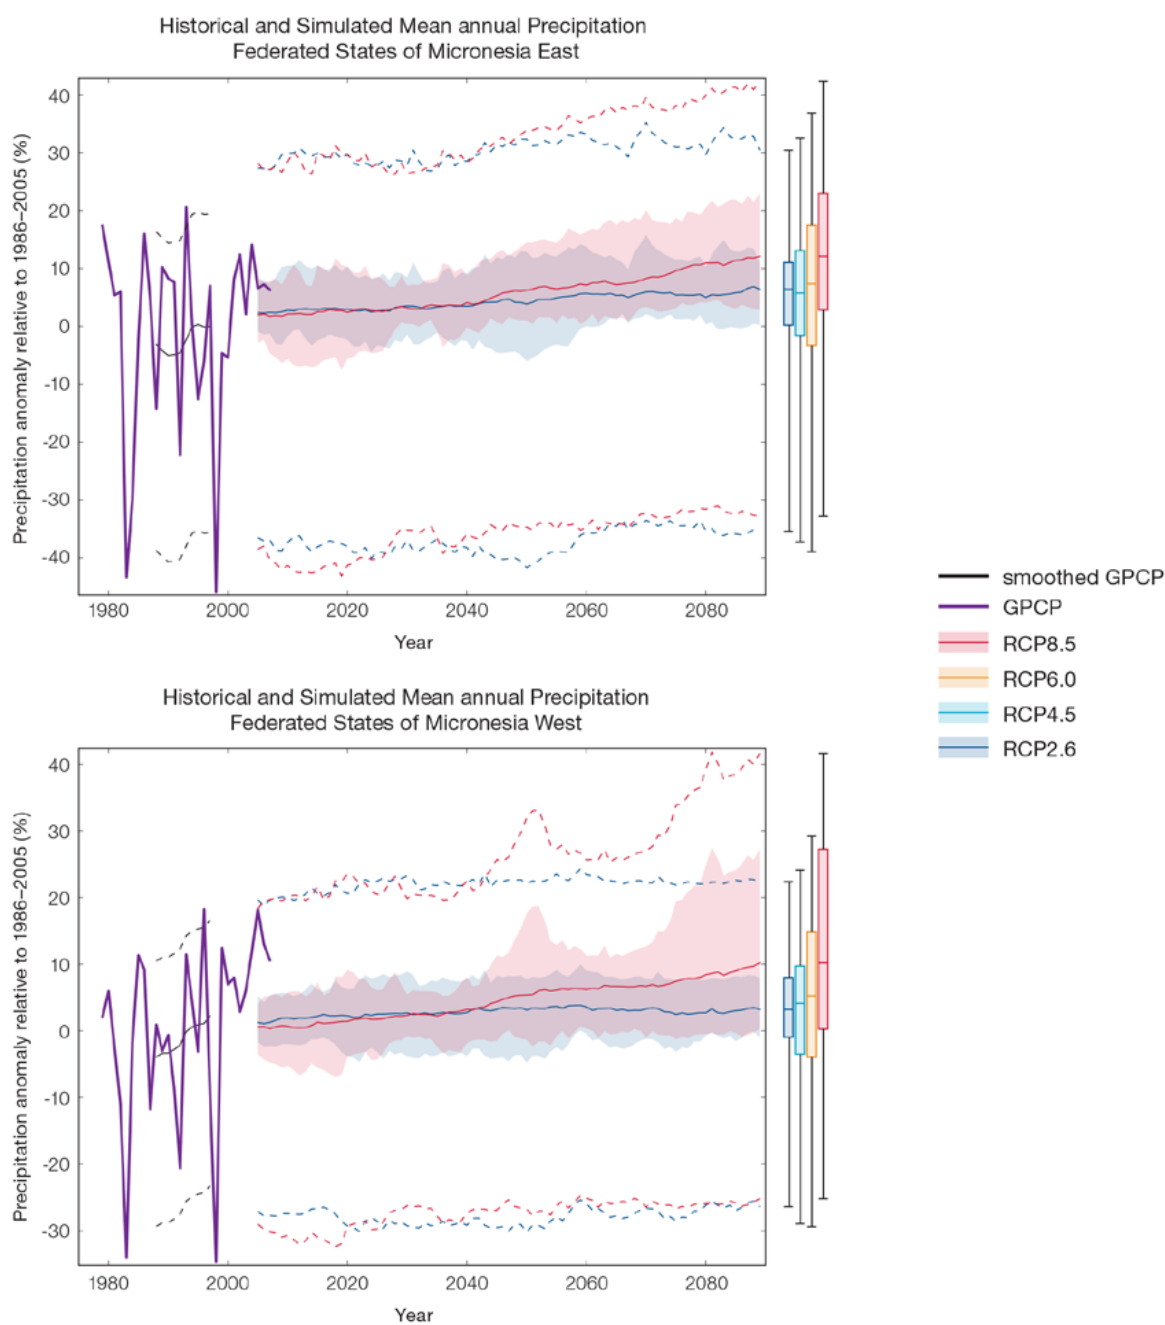 Historical and Simulated Mean annual Precipitation
Federated States of Micronesia East
Precipitation anomaly relative to 1986–2005 (%)
40
30
20
10
0
-10
-20
-30
-40
1980 2000 2020 2040 2060 2080
Year
smoothed GPCP
GPCP
RCP8.5
RCP6.0
RCP4.5
RCP2.6
Historical and Simulated Mean annual Precipitation
Federated States of Micronesia West
Precipitation anomaly relative to 1986–2005 (%)
40
30
20
10
0
-10
-20
-30
1980 2000 2020 2040 2060 2080
Year